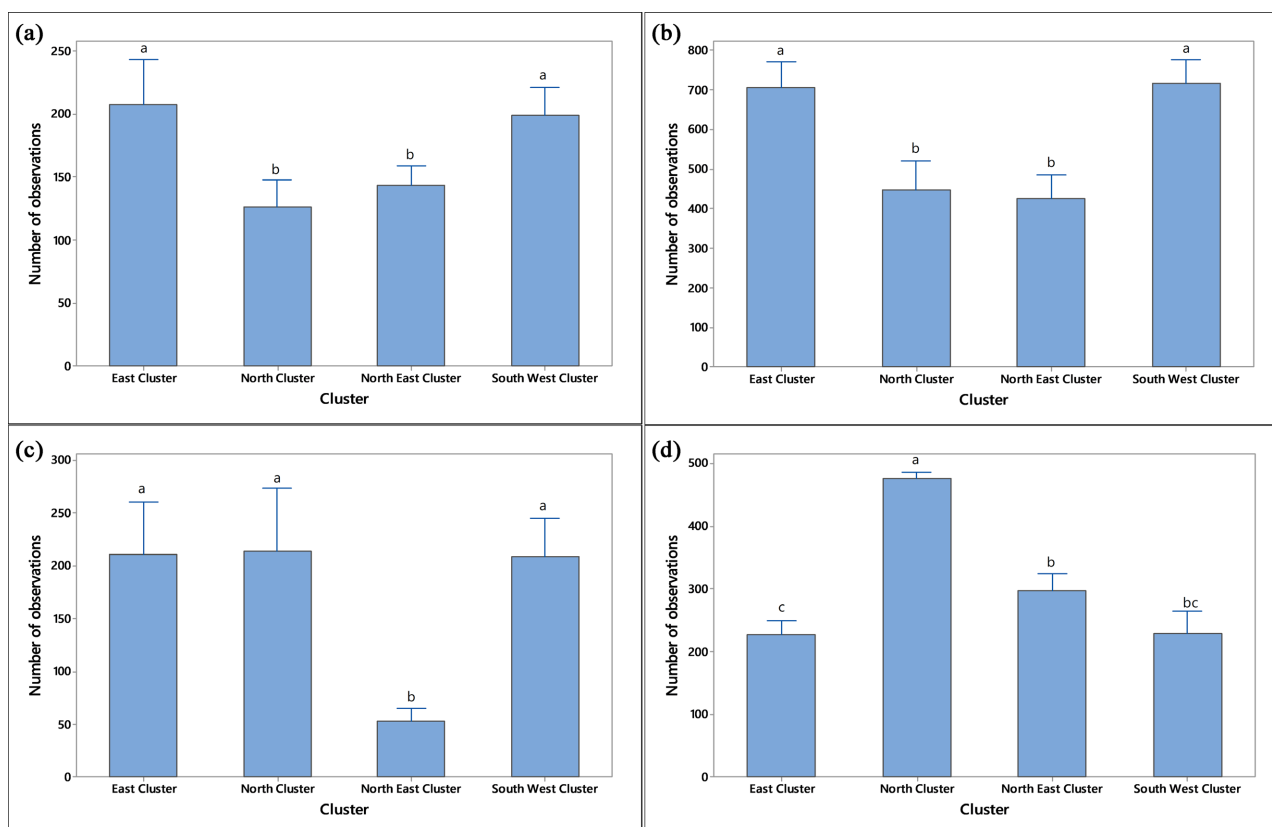 (a)
Number of observations
250
200
150
100
50
0
a
b
b
a
East Cluster
North Cluster
North East Cluster
South West Cluster
Cluster
(b)
Number of observations
800
700
600
500
400
300
200
100
0
a
b
b
a
East Cluster
North Cluster
North East Cluster
South West Cluster
Cluster
(c)
Number of observations
300
250
200
150
100
50
0
a
a
b
a
East Cluster
North Cluster
North East Cluster
South West Cluster
Cluster
(d)
Number of observations
500
400
300
200
100
0
c
a
b
bc
East Cluster
North Cluster
North East Cluster
South West Cluster
Cluster